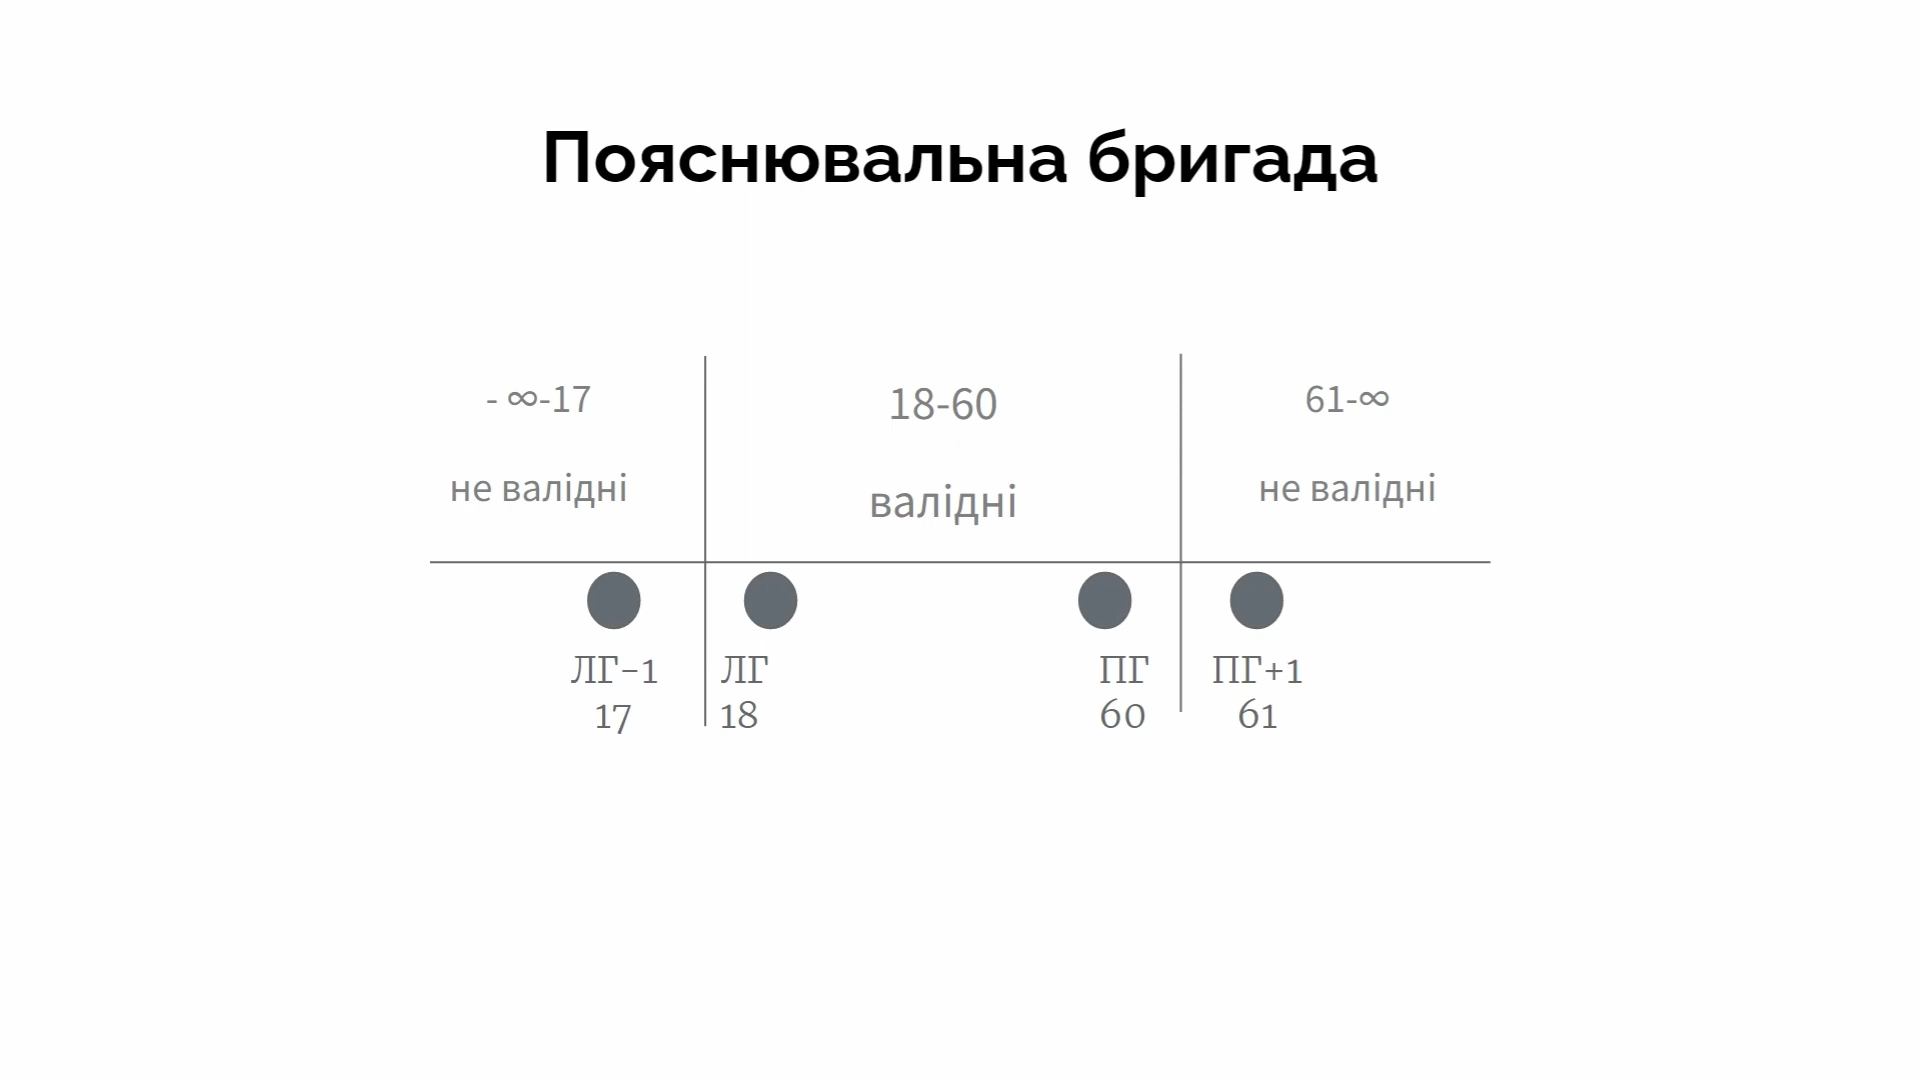 Пояснювальна бригада
- ∞-17
18-60
61-∞
не валідні
валідні
не валідні
ЛГ-1
ЛГ
ПГ
ПГ+1
17
18
60
61